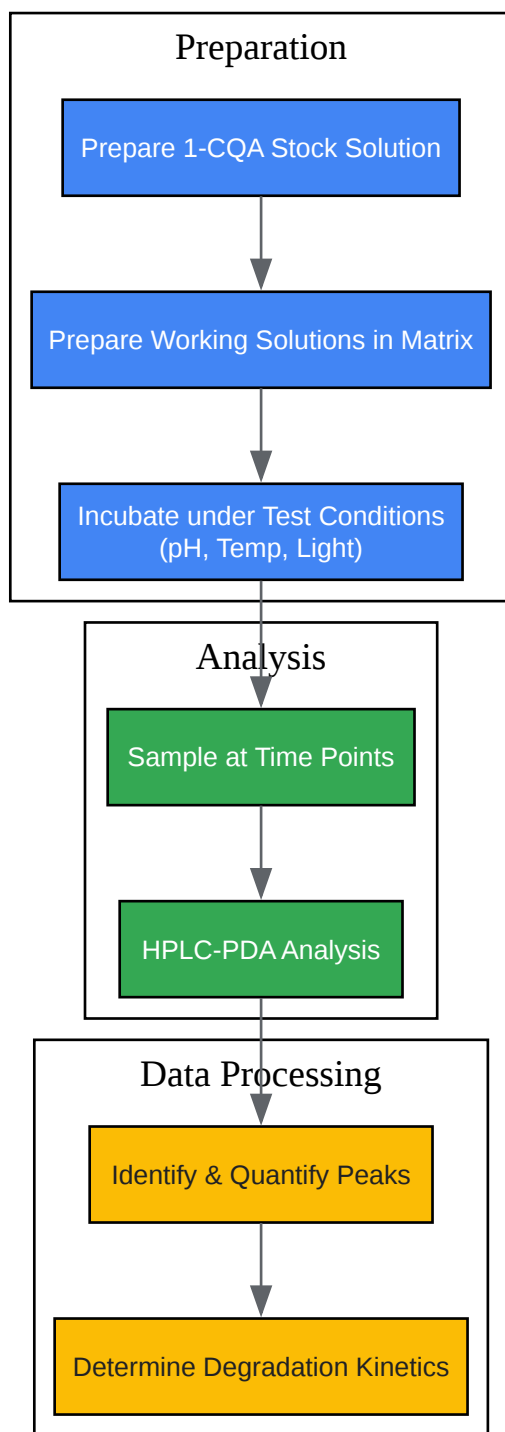 Preparation
Prepare 1-CQA Stock Solution
Prepare Working Solutions in Matrix
Incubate under Test Conditions
(pH, Temp, Light)
Analysis
Sample at Time Points
HPLC-PDA Analysis
Data Processing
Identify & Quantify Peaks
Determine Degradation Kinetics